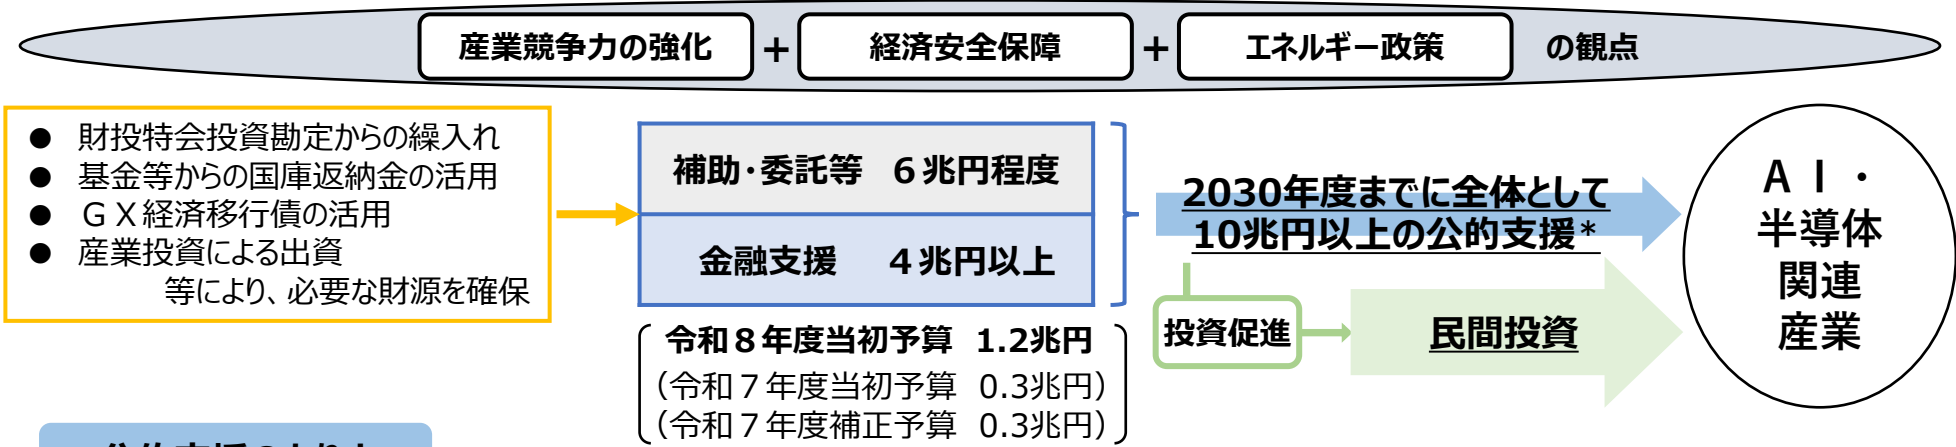 産業競争力の強化 + 経済安全保障 + エネルギー政策 の観点
● 財投特会投資勘定からの繰入れ
● 基金等からの国庫返納金の活用
● ＧＸ経済移行債の活用
● 産業投資による出資
等により、必要な財源を確保
補助・委託等 ６兆円程度
金融支援 ４兆円以上
令和８年度当初予算 1.2兆円
（令和７年度当初予算 0.3兆円）
（令和７年度補正予算 0.3兆円）
2030年度までに全体として
10兆円以上の公的支援*
投資促進
民間投資
ＡＩ・
半導体
関連
産業